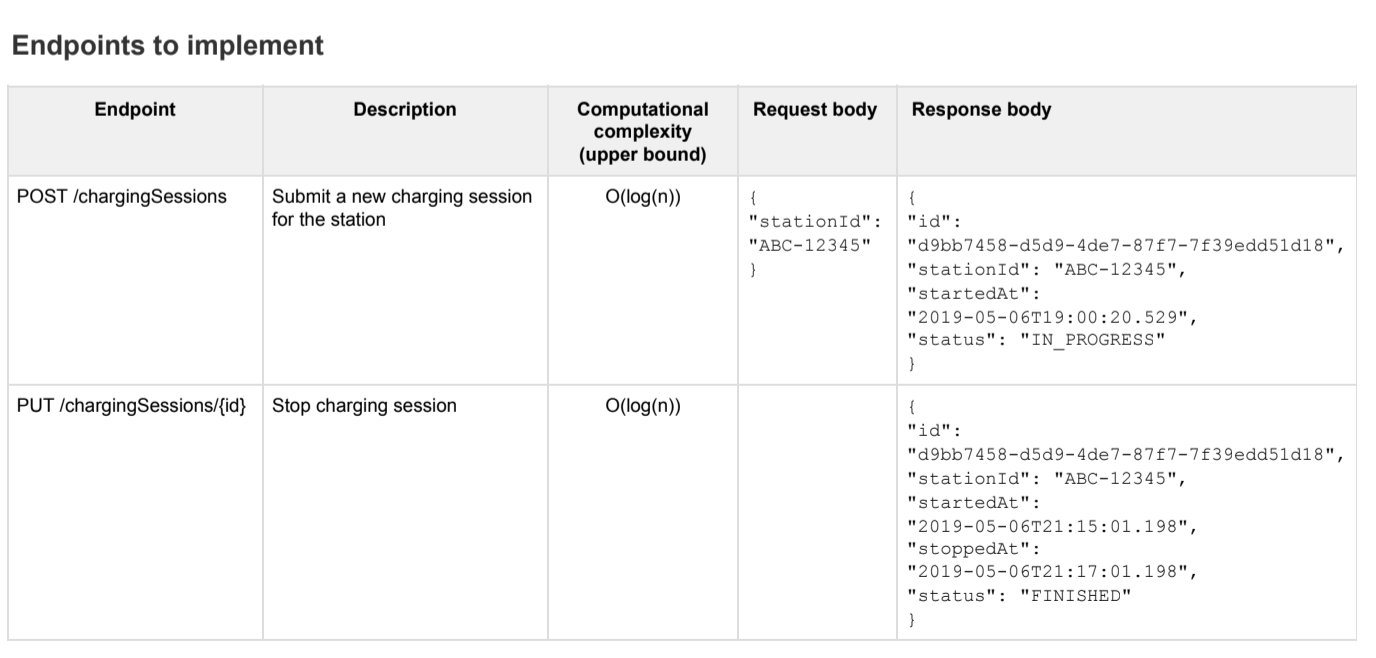 Endpoints to implement
Endpoint
Description
Computational
complexity
(upper bound)
Request body
Response body
POST /chargingSessions
Submit a new charging session
for the station
O(log(n))
{
"stationId":
"ABC-12345"
}
{
"id":
"d9bb7458-d5d9-4de7-87f7-7f39edd51d18",
"stationId": "ABC-12345",
"startedAt":
"2019-05-06T19:00:20.529",
"status": "IN_PROGRESS"
}
PUT /chargingSessions/{id}
Stop charging session
O(log(n))
{
"id":
"d9bb7458-d5d9-4de7-87f7-7f39edd51d18",
"stationId": "ABC-12345",
"startedAt":
"2019-05-06T21:15:01.198",
"stoppedAt":
"2019-05-06T21:17:01.198",
"status": "FINISHED"
}